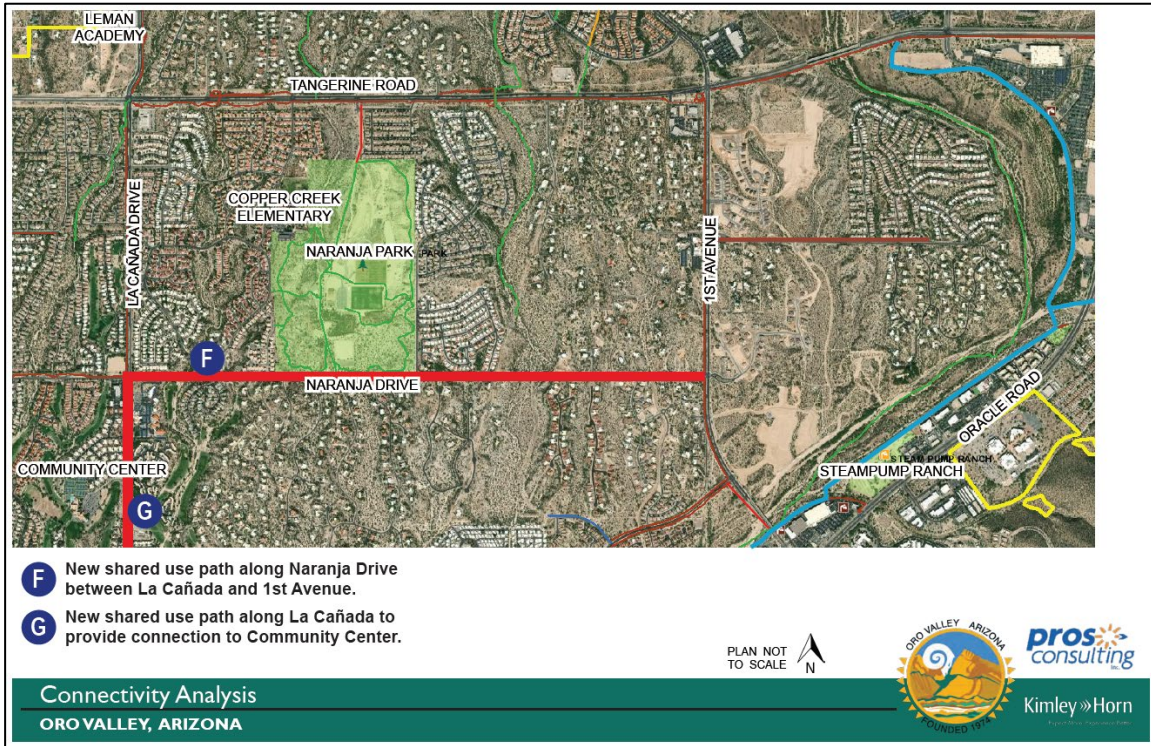 LEMAN
ACADEMY
TANGERINE ROAD
LA CAÑADA DRIVE
COPPER CREEK
ELEMENTARY
NARANJA PARK
PARK
1ST AVENUE
F
NARANJA DRIVE
ORACLE ROAD
COMMUNITY CENTER
STEAM PUMP RANCH
STEAMPUMP RANCH
G
F New shared use path along Naranja Drive
between La Cañada and 1st Avenue.
G New shared use path along La Cañada to
provide connection to Community Center.
PLAN NOT
TO SCALE
N
ORO VALLEY ARIZONA
FOUNDED 1974
pros
consulting
INC.
Connectivity Analysis
ORO VALLEY, ARIZONA
Kimley»Horn